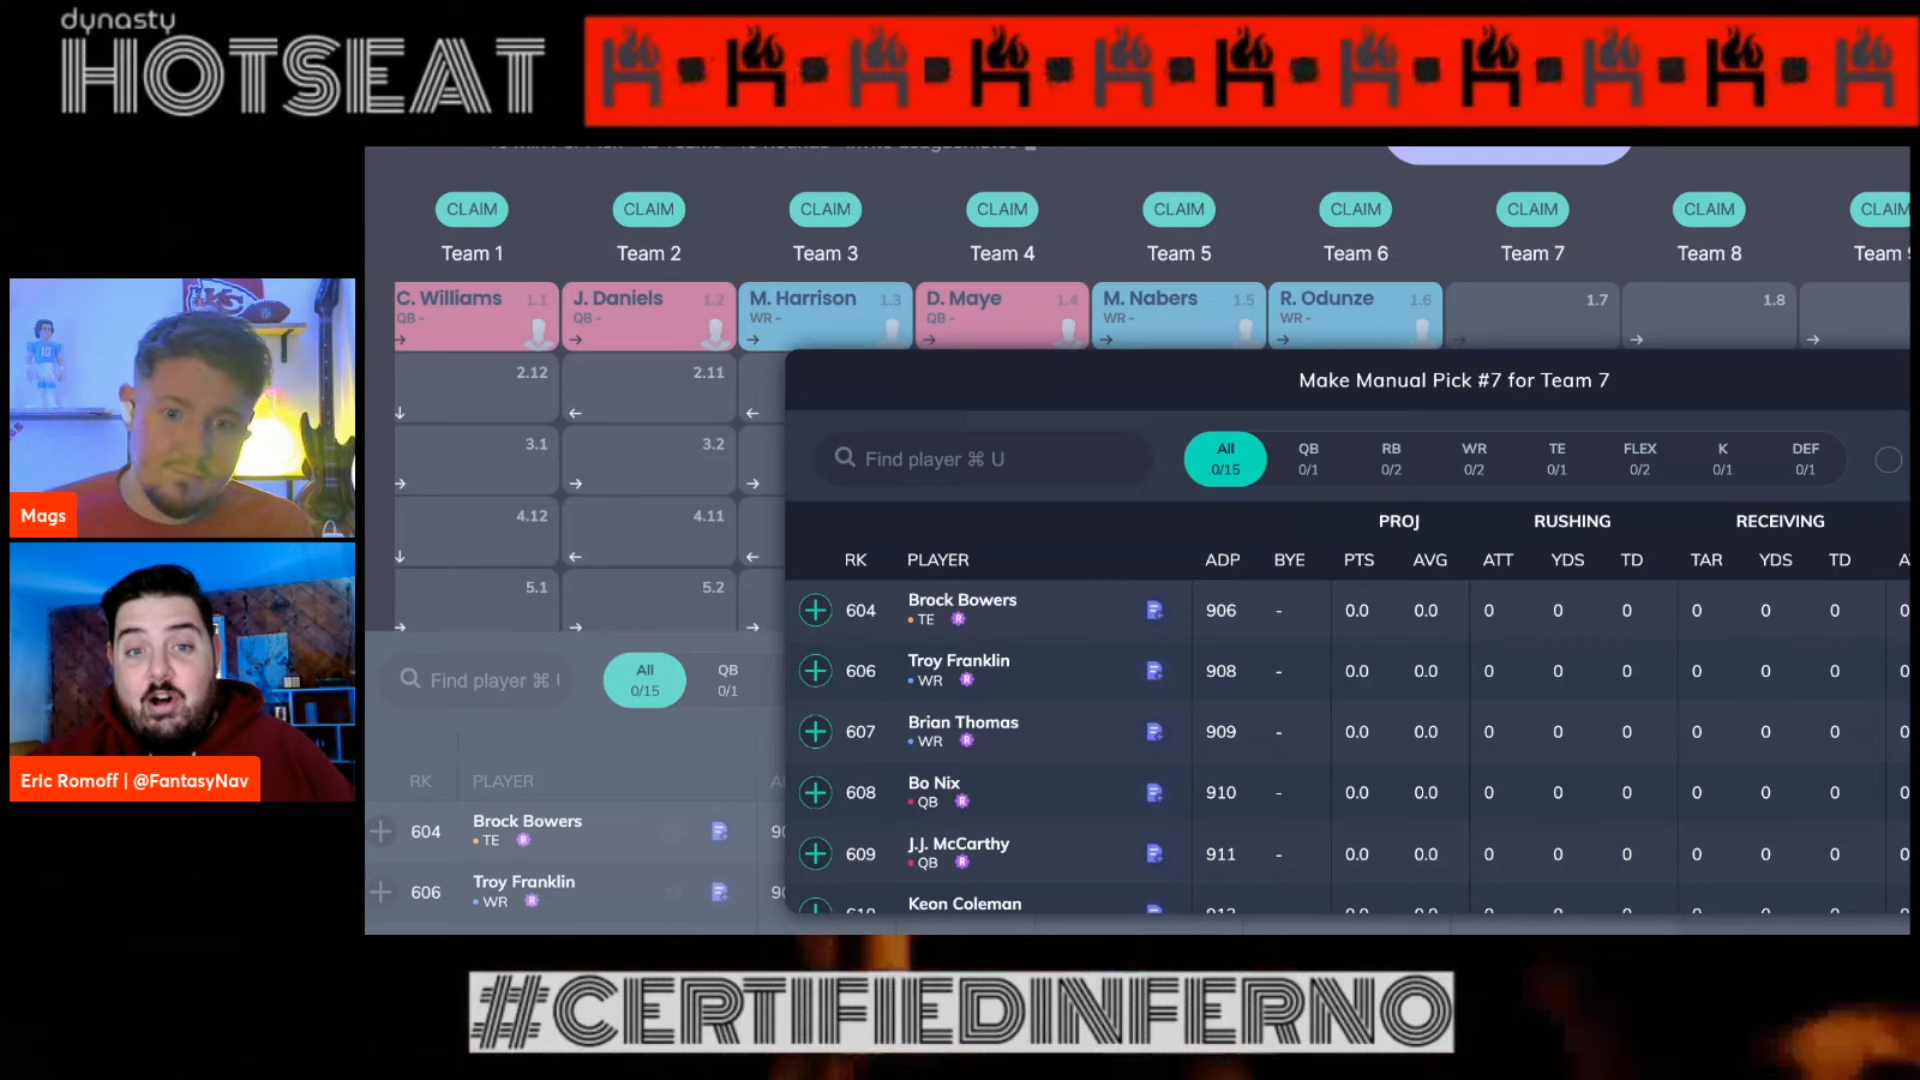 dynasty
HOTSEAT
CLAIM CLAIM CLAIM CLAIM CLAIM CLAIM CLAIM CLAIM CLAIM
Team 1 Team 2 Team 3 Team 4 Team 5 Team 6 Team 7 Team 8 Team
C. Williams 1.1 J. Daniels 1.2 M. Harrison 1.3 D. Maye 1.4 M. Nabers 1.5 R. Odunze 1.6 1.7 1.8
QB - QB - WR - QB - WR - WR -
2.12 2.11
3.1 3.2
4.12 4.11
5.1 5.2
Find player ⌘ All QB
0/15 0/1
RK PLAYER
604 Brock Bowers
TE R
606 Troy Franklin
WR R
Make Manual Pick #7 for Team 7
Find player ⌘ U All QB RB WR TE FLEX K DEF
0/15 0/1 0/2 0/2 0/1 0/2 0/1 0/1
PROJ RUSHING RECEIVING
RK PLAYER ADP BYE PTS AVG ATT YDS TD TAR YDS TD
604 Brock Bowers 906 - 0.0 0.0 0 0 0 0 0 0 0
TE R
606 Troy Franklin 908 - 0.0 0.0 0 0 0 0 0 0 0
WR R
607 Brian Thomas 909 - 0.0 0.0 0 0 0 0 0 0 0
WR R
608 Bo Nix 910 - 0.0 0.0 0 0 0 0 0 0 0
QB R
609 J.J. McCarthy 911 - 0.0 0.0 0 0 0 0 0 0 0
QB R
Keon Coleman
Mags
Eric Romoff | @FantasyNav
#CERTIFIEDINFERNO